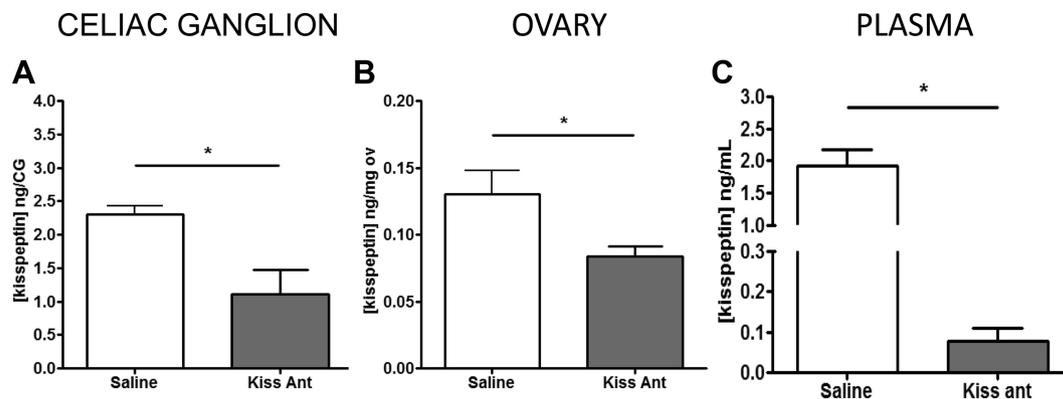 CELIAC GANGLION
OVARY
PLASMA
A
B
C
[kisspeptin] ng/CG
4.0
3.5
3.0
2.5
2.0
1.5
1.0
0.5
0.0
*
Saline
Kiss Ant
[kisspeptin] ng/mg ov
0.20
0.15
0.10
0.05
0.00
*
Saline
Kiss Ant
[kisspeptin] ng/mL
3.0
2.5
2.0
1.5
1.0
0.3
0.2
0.1
0.0
*
Saline
Kiss ant